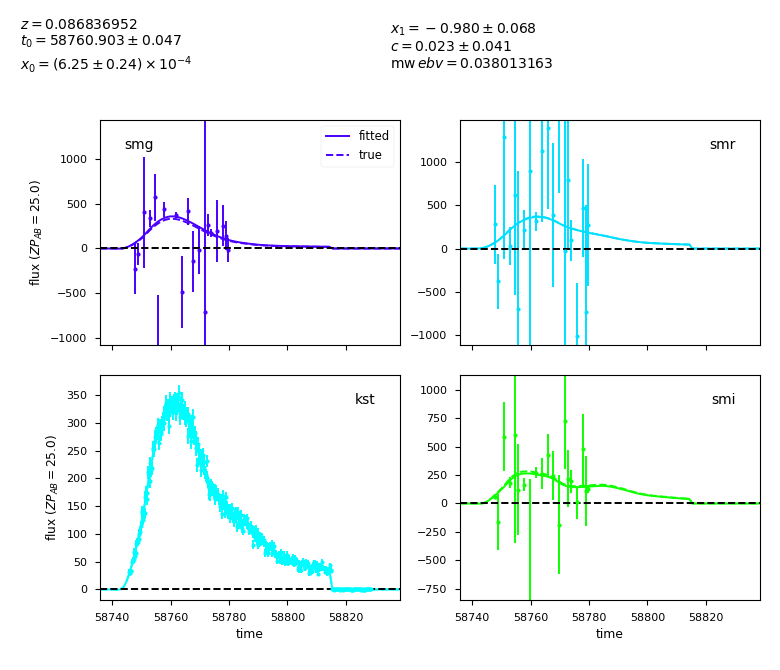 z = 0.086836952
t0 = 58760.903 ± 0.047
x0 = (6.25 ± 0.24) × 10^−4
x1 = −0.980 ± 0.068
c = 0.023 ± 0.041
mw ebv = 0.038013163
smg
fitted
true
1000
500
0
−500
−1000
flux (ZP_AB = 25.0)
smr
1000
500
0
−500
−1000
kst
350
300
250
200
150
100
50
0
flux (ZP_AB = 25.0)
58740 58760 58780 58800 58820
time
smi
1000
750
500
250
0
−250
−500
−750
58740 58760 58780 58800 58820
time